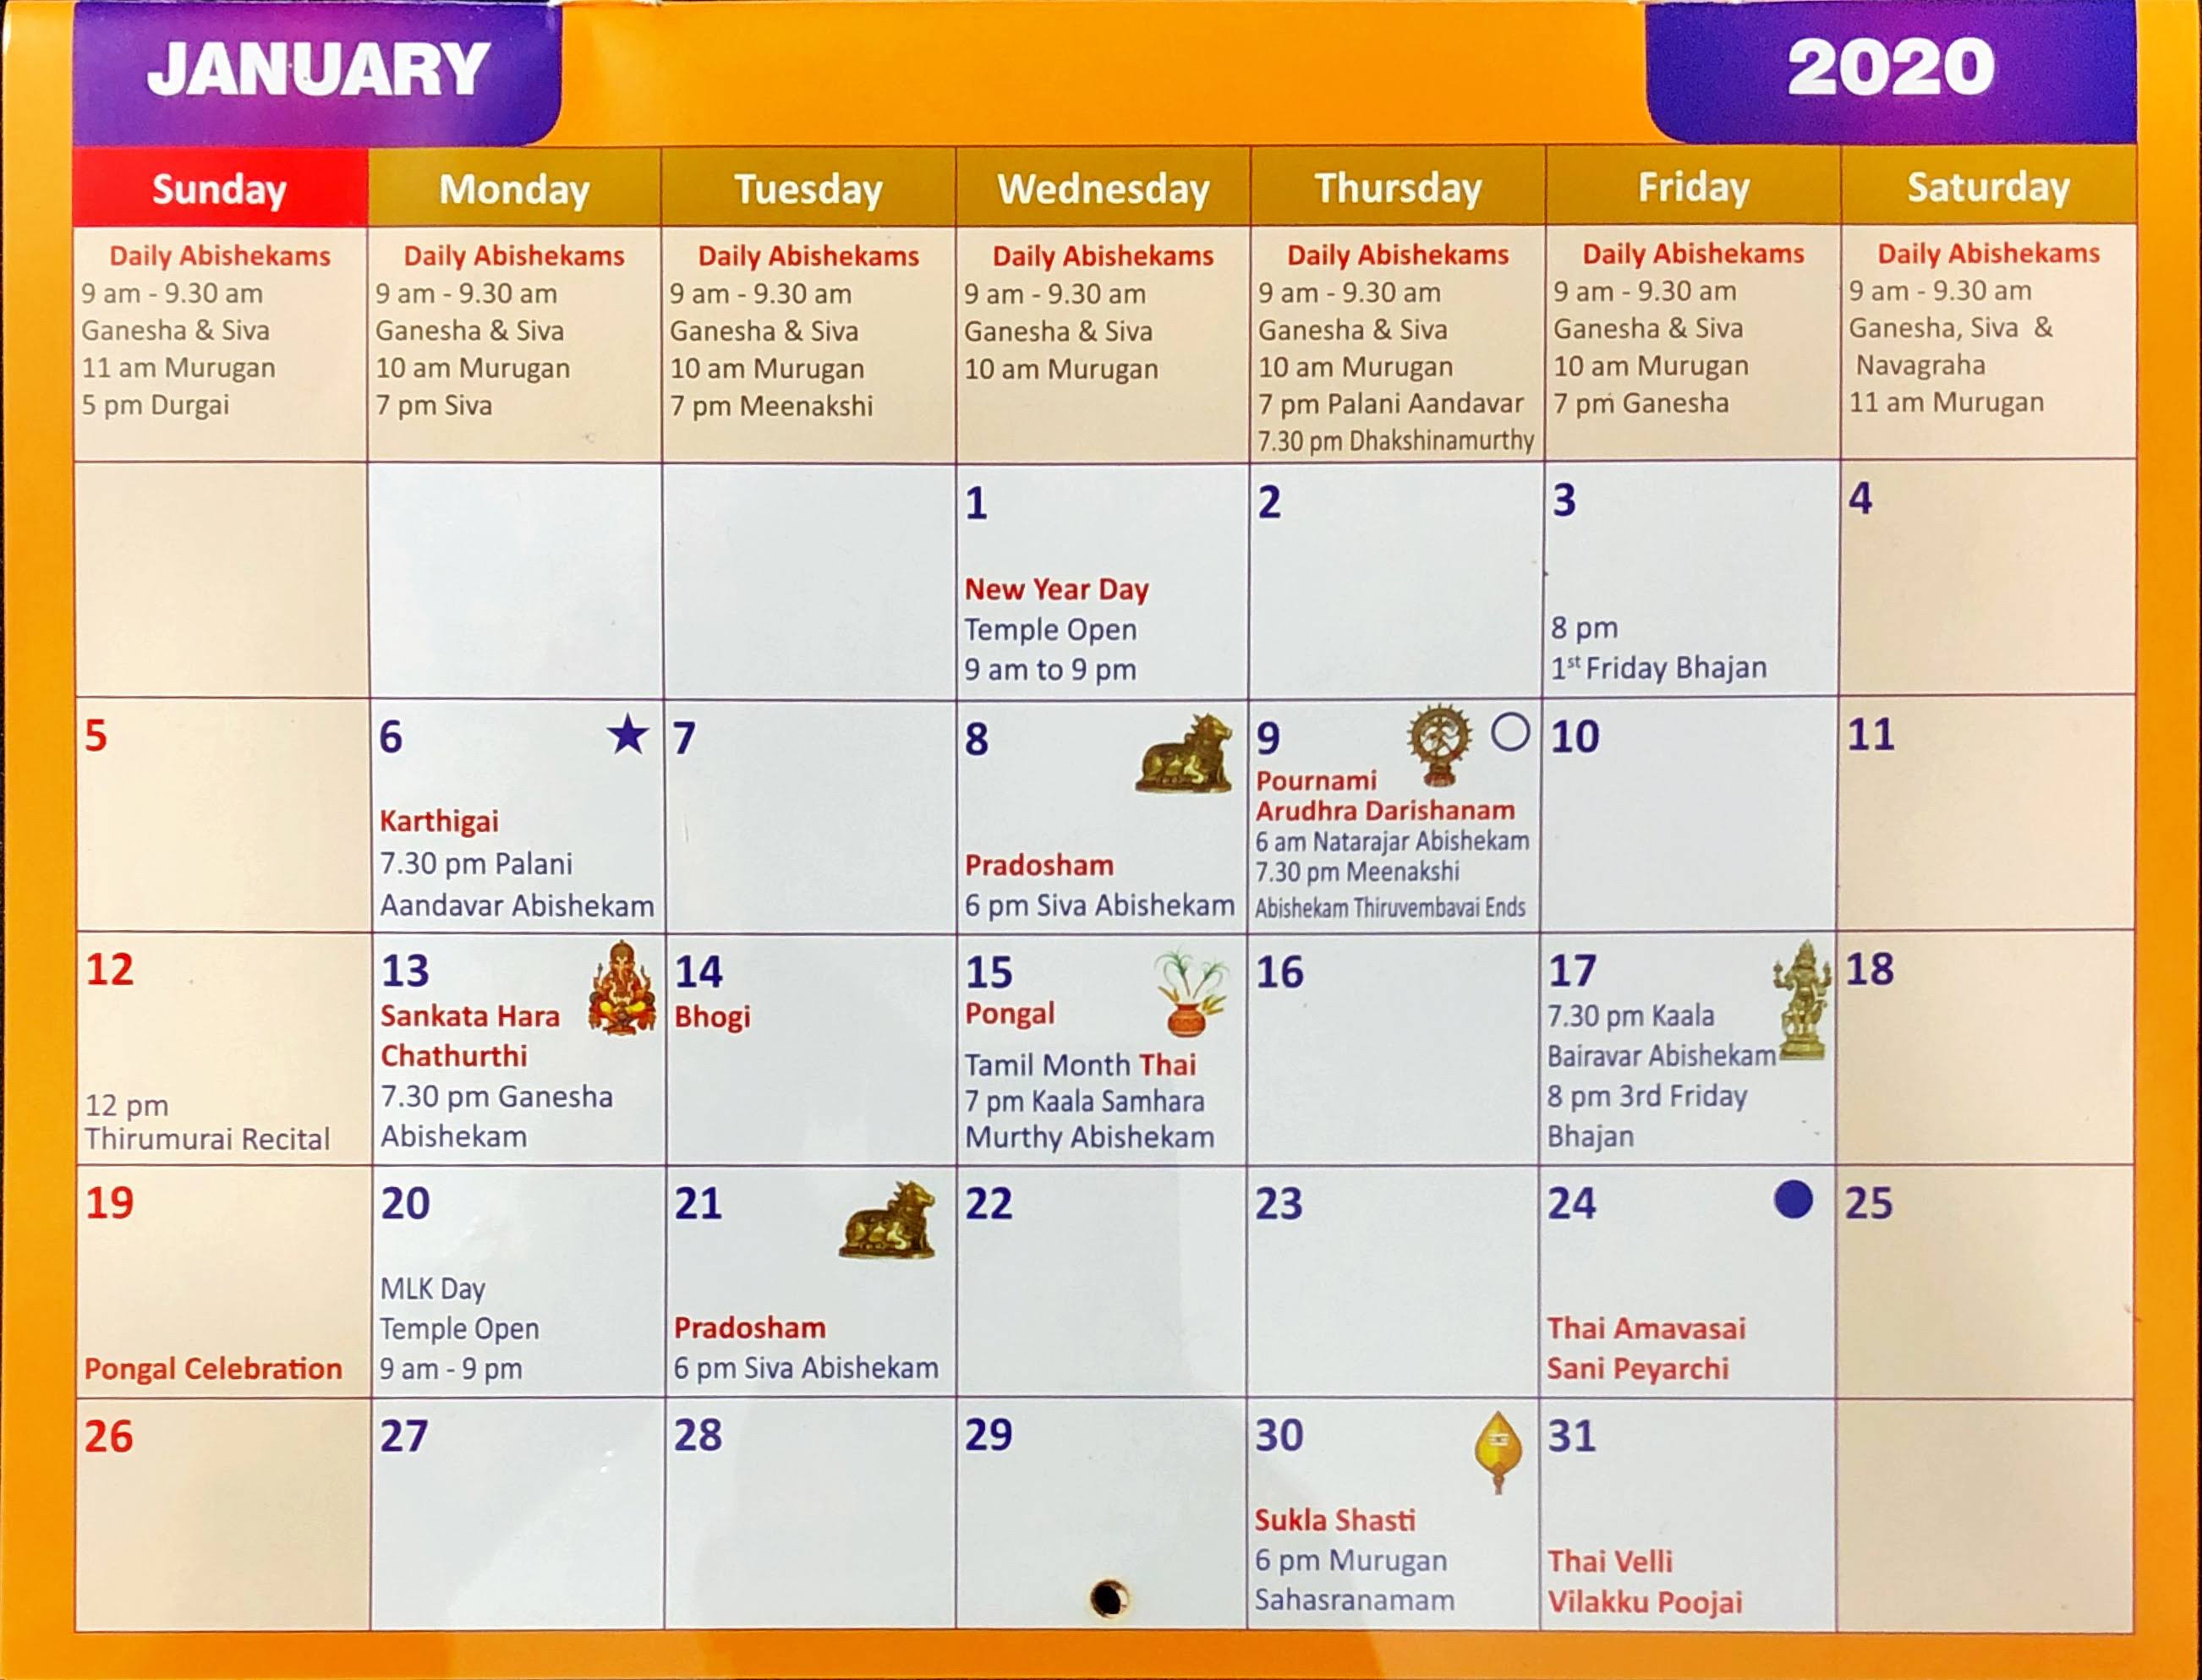 JANUARY
2020
Sunday
Monday
Tuesday
Wednesday
Thursday
Friday
Saturday
Daily Abishekams
9 am - 9.30 am
Ganesha & Siva
11 am Murugan
5 pm Durgai
Daily Abishekams
9 am - 9.30 am
Ganesha & Siva
10 am Murugan
7 pm Siva
Daily Abishekams
9 am - 9.30 am
Ganesha & Siva
10 am Murugan
7 pm Meenakshi
Daily Abishekams
9 am - 9.30 am
Ganesha & Siva
10 am Murugan
Daily Abishekams
9 am - 9.30 am
Ganesha & Siva
10 am Murugan
7 pm Palani Aandavar
7.30 pm Dhakshinamurthy
Daily Abishekams
9 am - 9.30 am
Ganesha & Siva
10 am Murugan
7 pm Ganesha
Daily Abishekams
9 am - 9.30 am
Ganesha, Siva &
Navagraha
11 am Murugan
1
New Year Day
Temple Open
9 am to 9 pm
2
3
8 pm
1st Friday Bhajan
4
5
6
Karthigai
7.30 pm Palani
Aandavar Abishekam
7
8
Pradosham
6 pm Siva Abishekam
9
Pournami
Arudhra Darishanam
6 am Natarajar Abishekam
7.30 pm Meenakshi
Abishekam Thiruvembavai Ends
10
11
12
12 pm
Thirumurai Recital
13
Sankata Hara
Chathurthi
7.30 pm Ganesha
Abishekam
14
Bhogi
15
Pongal
Tamil Month Thai
7 pm Kaala Samhara
Murthy Abishekam
16
17
7.30 pm Kaala
Bairavar Abishekam
8 pm 3rd Friday
Bhajan
18
19
Pongal Celebration
20
MLK Day
Temple Open
9 am - 9 pm
21
Pradosham
6 pm Siva Abishekam
22
23
24
Thai Amavasai
Sani Peyarchi
25
26
27
28
29
30
Sukla Shasti
6 pm Murugan
Sahasranamam
31
Thai Velli
Vilakku Poojai